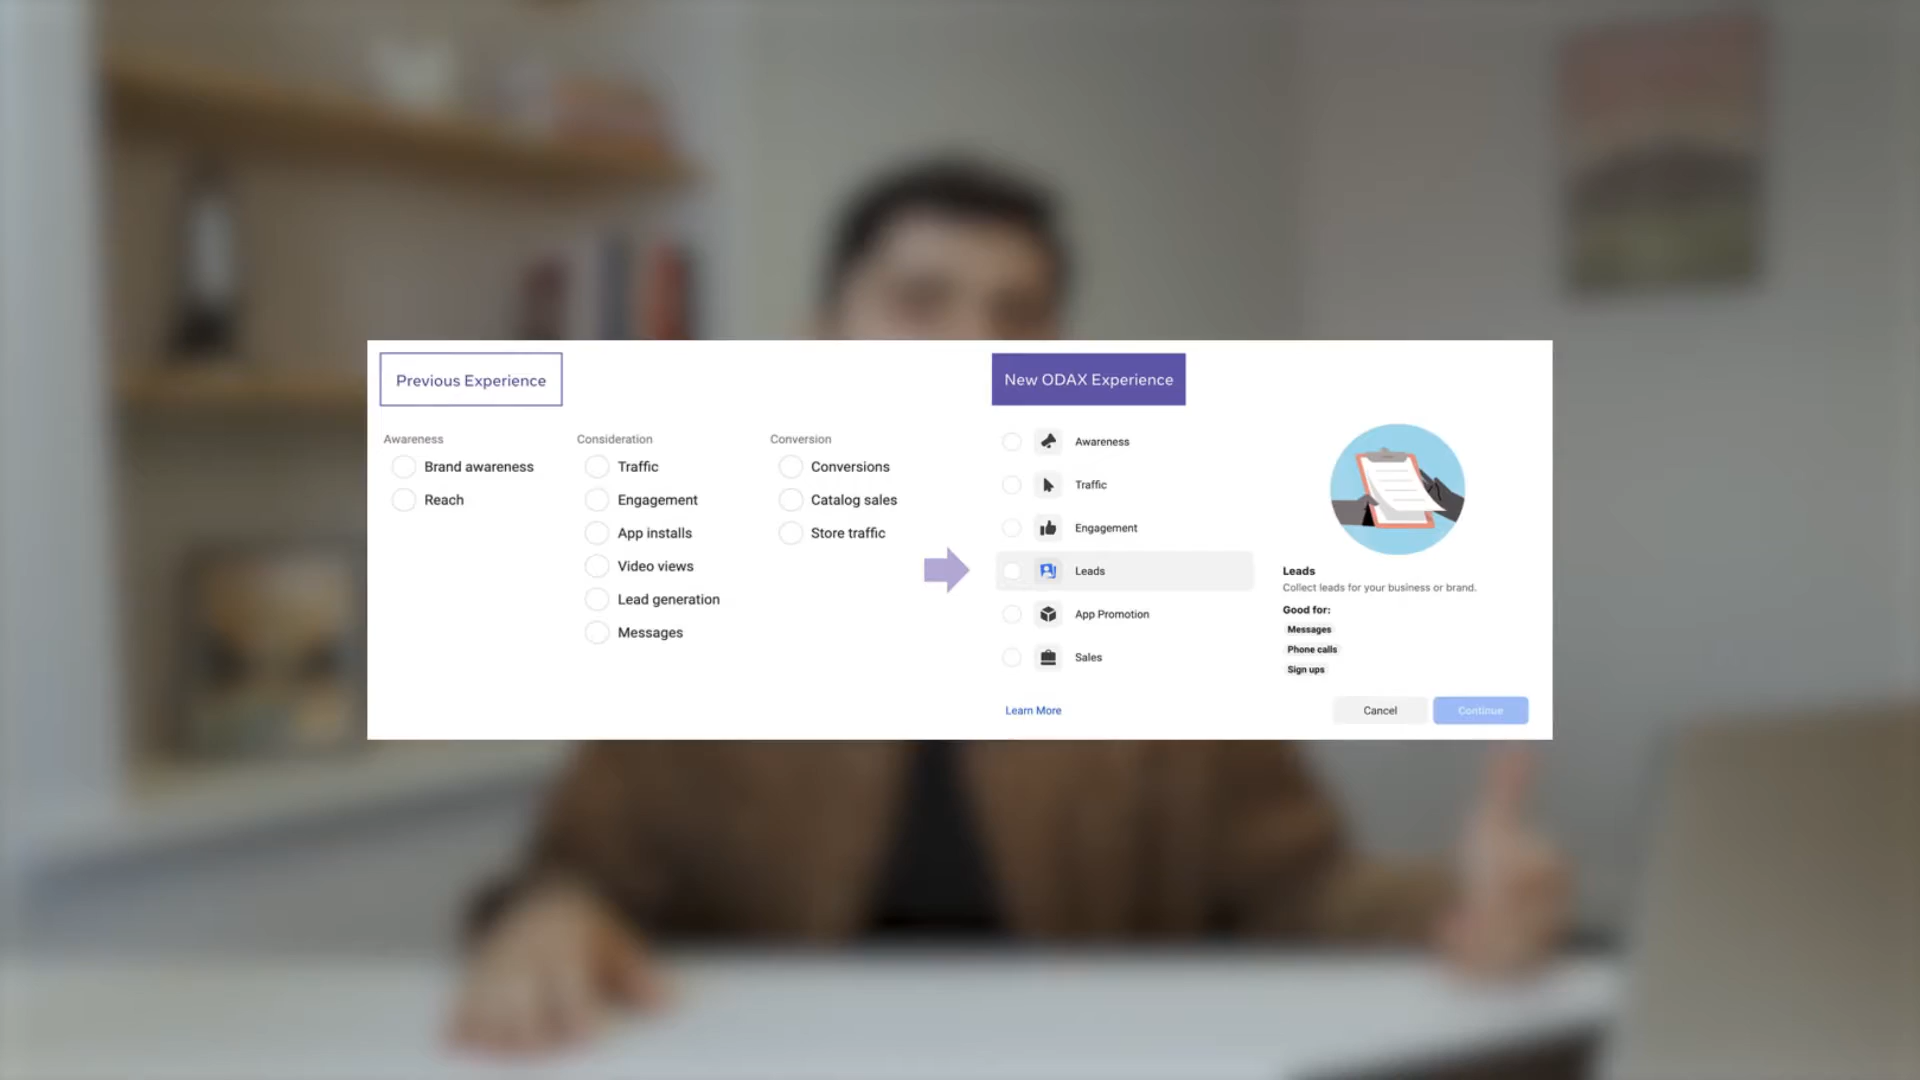 Previous Experience
Awareness
Brand awareness
Reach
Consideration
Traffic
Engagement
App installs
Video views
Lead generation
Messages
Conversion
Conversions
Catalog sales
Store traffic
New ODAX Experience
Awareness
Traffic
Engagement
Leads
App Promotion
Sales
Leads
Collect leads for your business or brand.
Good for:
Messages
Phone calls
Sign ups
Learn More
Cancel
Continue